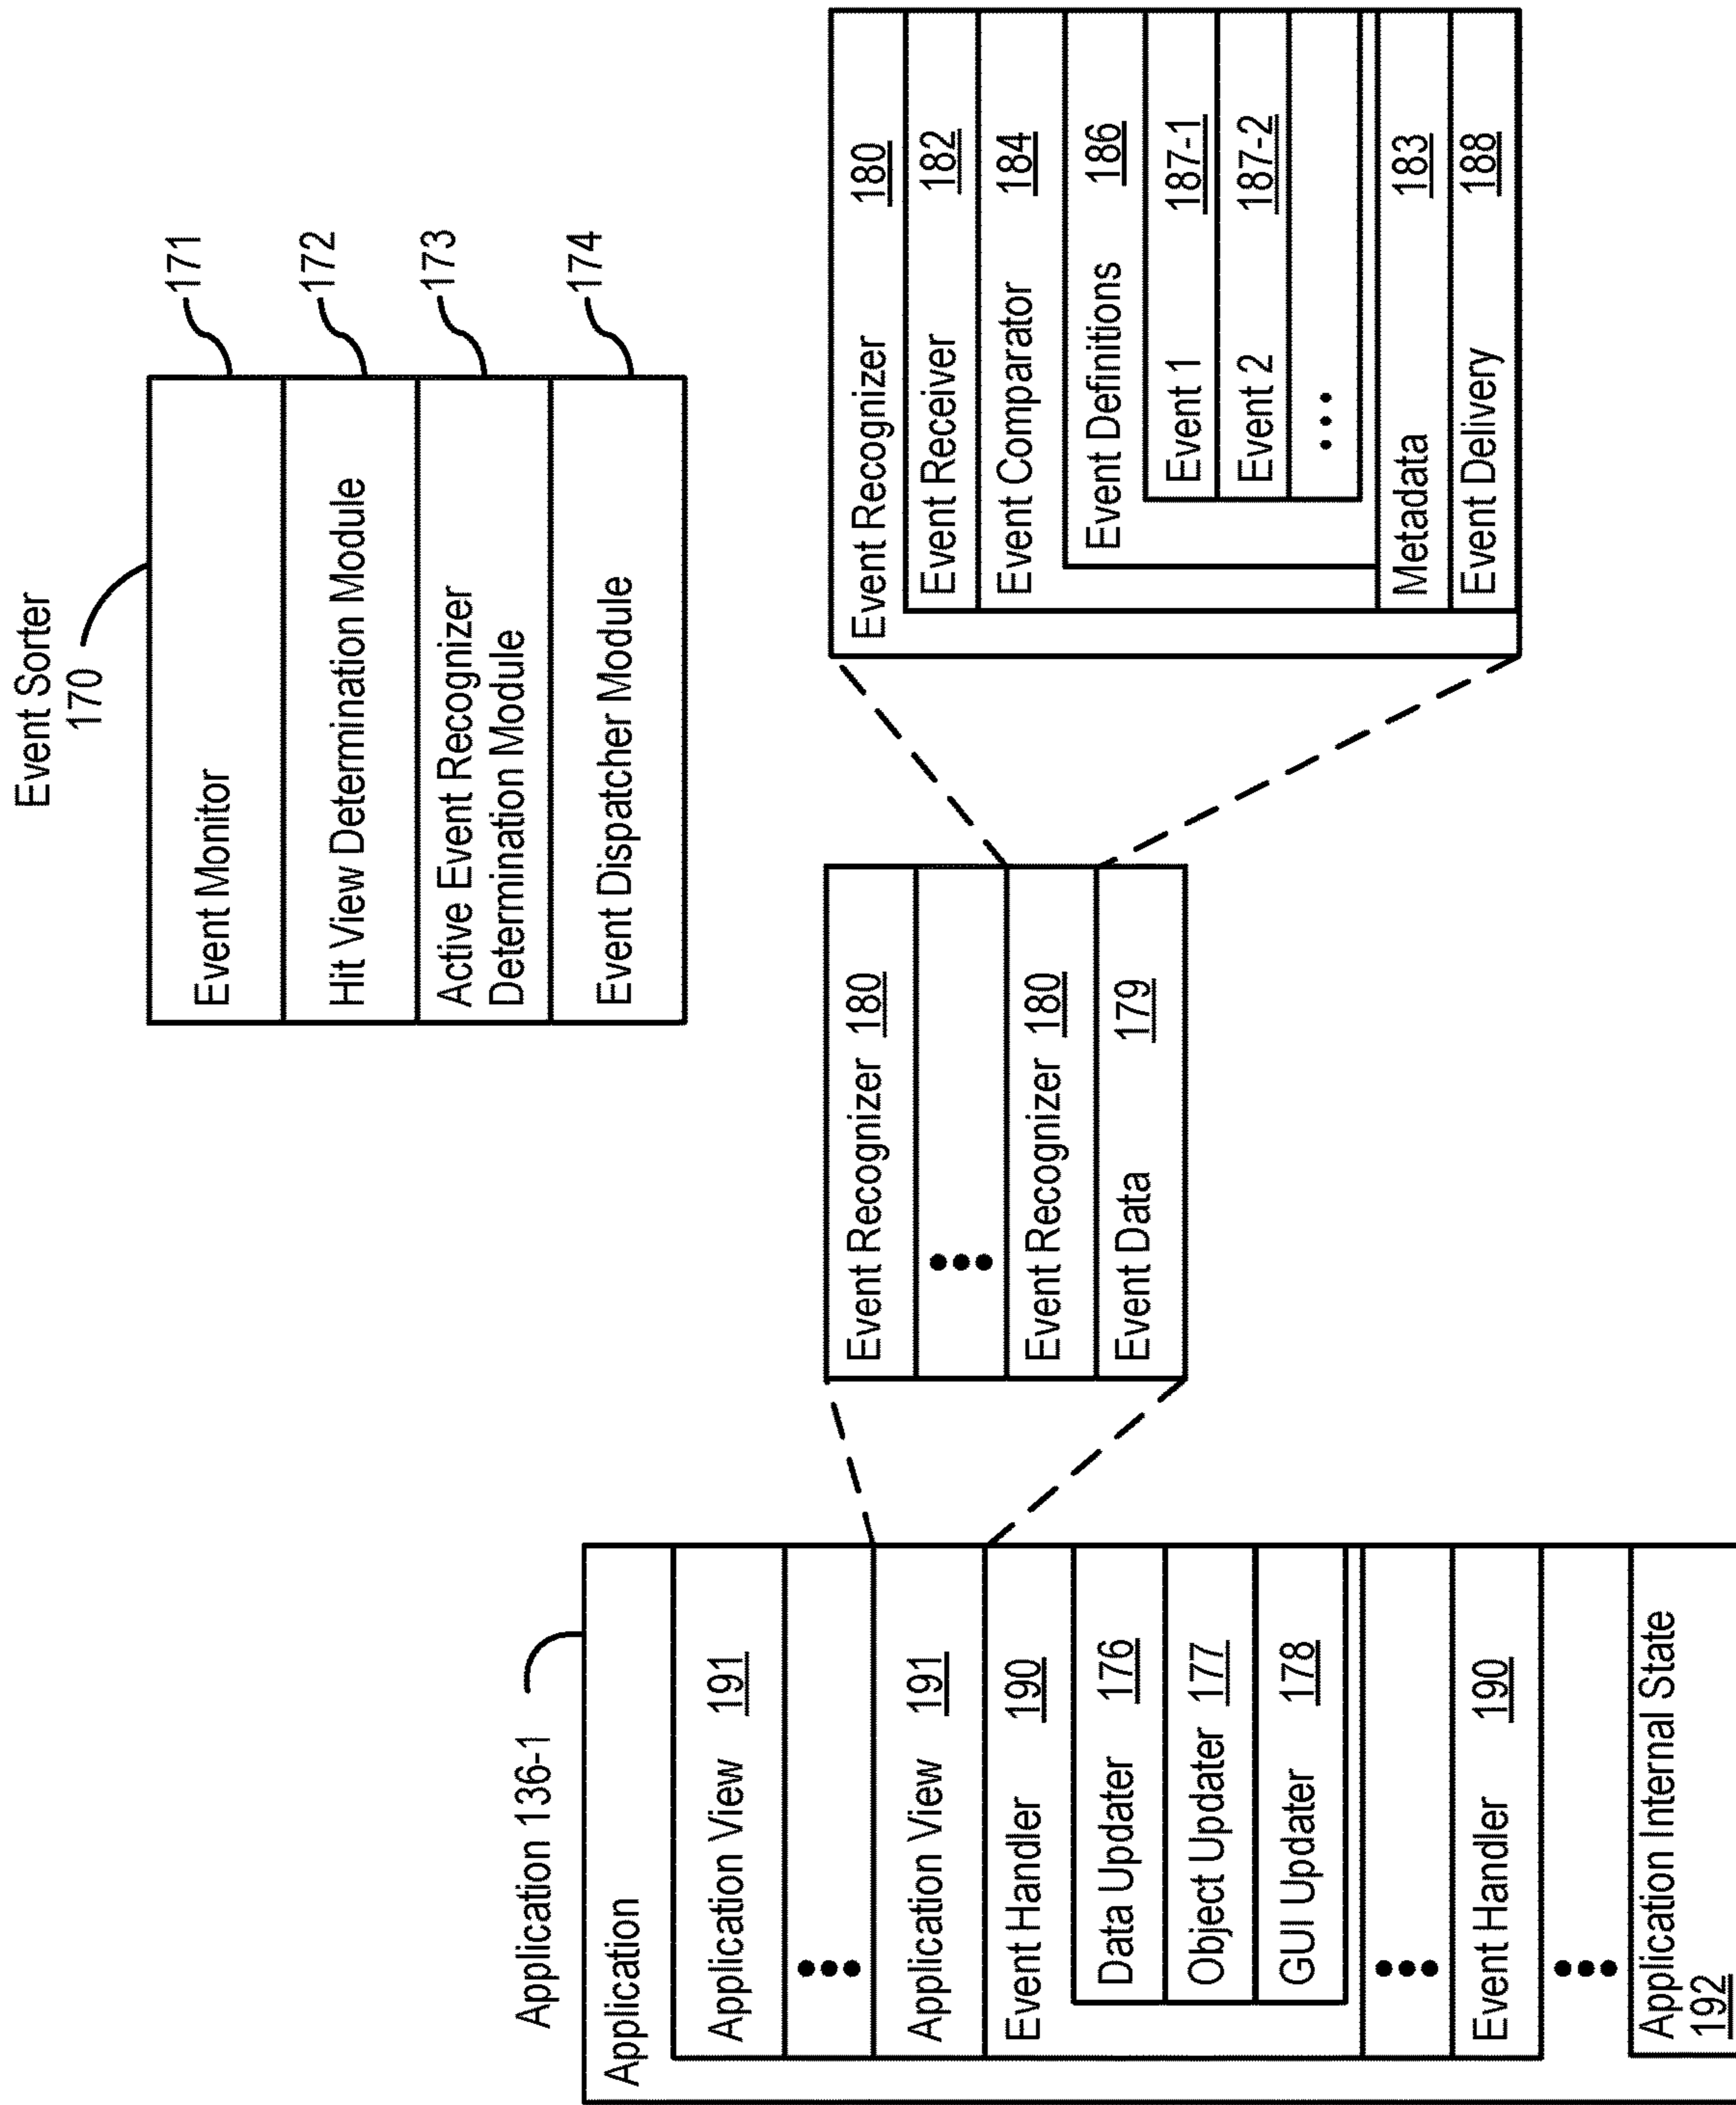 Event Sorter
170
Event Monitor
171
Hit View Determination Module
172
Active Event Recognizer
Determination Module
173
Event Dispatcher Module
174
Application 136-1
Application
Application View 191
•••
Application View 191
Event Handler 190
Data Updater 176
Object Updater 177
GUI Updater 178
•••
Event Handler 190
•••
Application Internal State
192
Event Recognizer 180
•••
Event Recognizer 180
Event Data 179
Event Recognizer 180
Event Receiver 182
Event Comparator 184
Event Definitions 186
Event 1 187-1
Event 2 187-2
•••
Metadata 183
Event Delivery 188